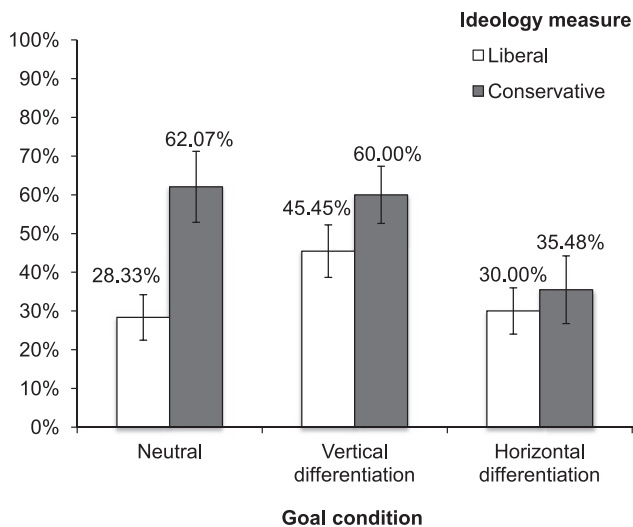 Ideology measure
Liberal
Conservative
100%
90%
80%
70%
60%
50%
40%
30%
20%
10%
0%
28.33%
62.07%
45.45%
60.00%
30.00%
35.48%
Neutral
Vertical
differentiation
Horizontal
differentiation
Goal condition